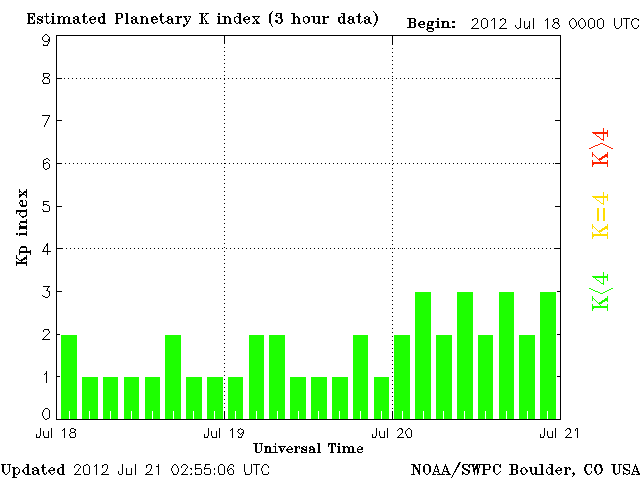 Estimated Planetary K index (3 hour data)
Begin: 2012 Jul 18 0000 UTC
9
8
7
6
5
4
3
2
1
0
Kp index
K>4
K=4
K<4
Jul 18
Jul 19
Jul 20
Jul 21
Universal Time
Updated 2012 Jul 21 02:55:06 UTC
NOAA/SWPC Boulder, CO USA